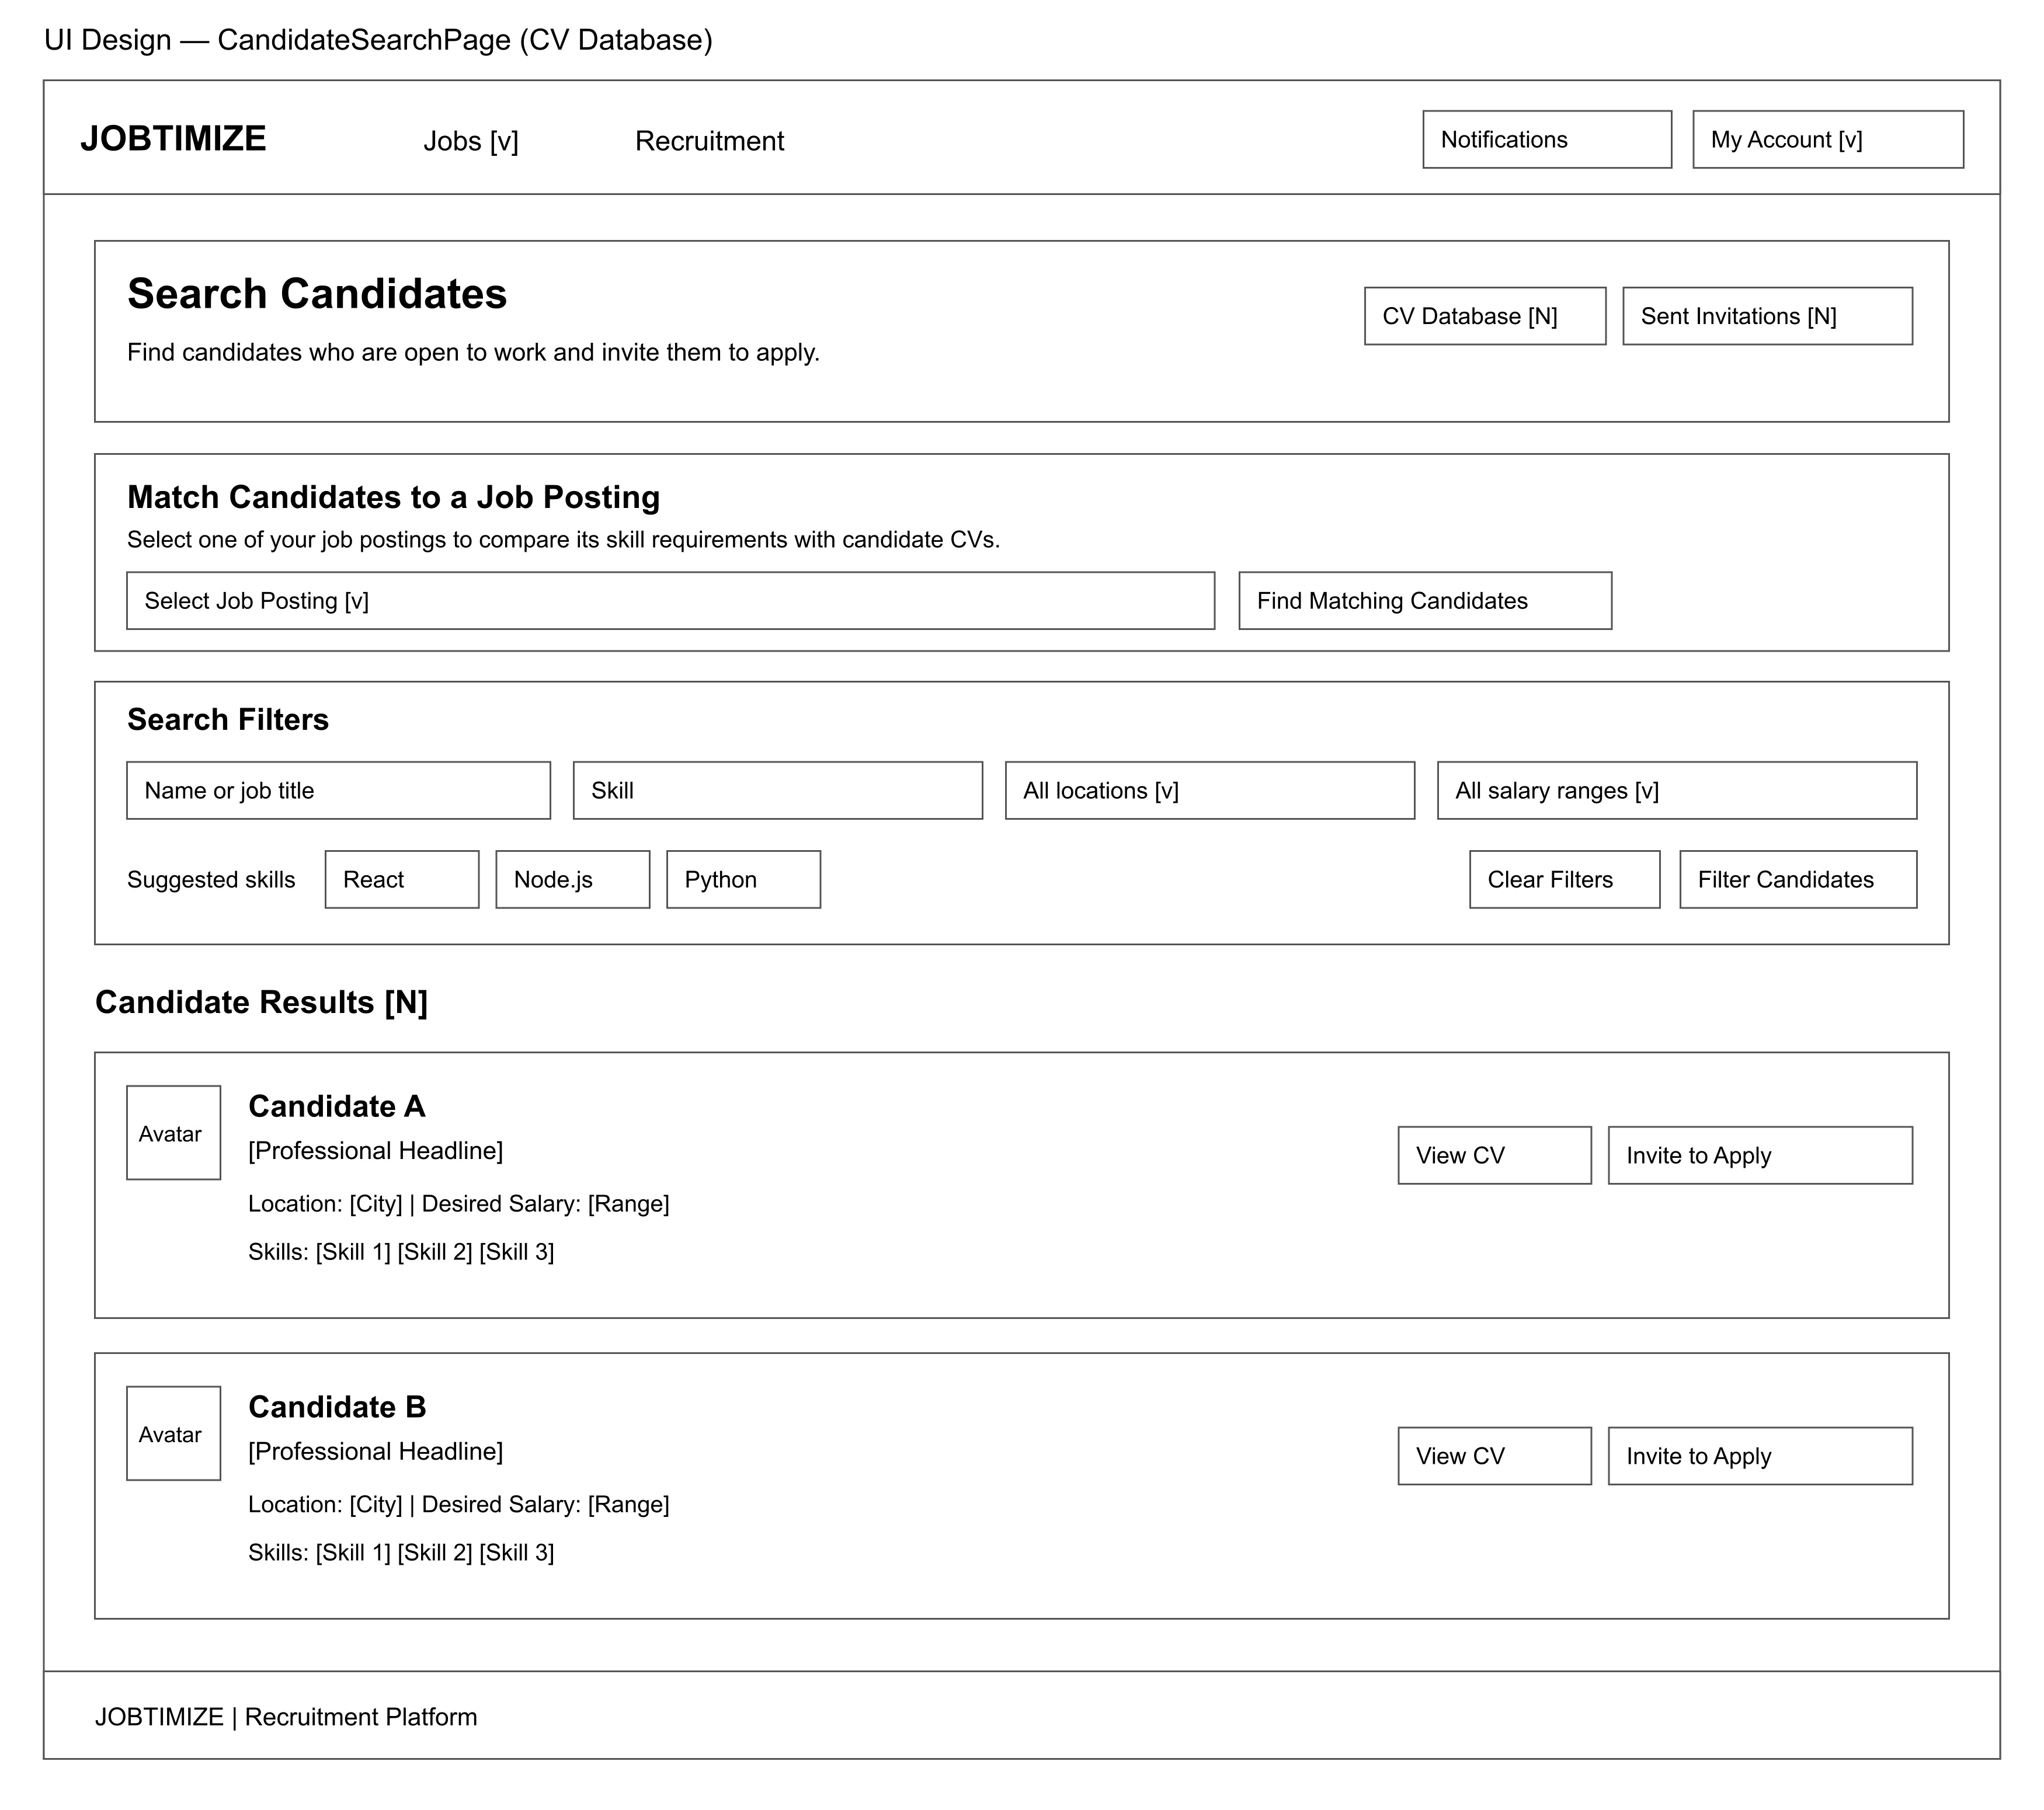 UI Design — CandidateSearchPage (CV Database)
JOBTIMIZE Jobs [v] Recruitment Notifications My Account [v]
Search Candidates
CV Database [N] Sent Invitations [N]
Find candidates who are open to work and invite them to apply.
Match Candidates to a Job Posting
Select one of your job postings to compare its skill requirements with candidate CVs.
Select Job Posting [v] Find Matching Candidates
Search Filters
Name or job title Skill All locations [v] All salary ranges [v]
Suggested skills React Node.js Python Clear Filters Filter Candidates
Candidate Results [N]
Avatar
Candidate A
[Professional Headline]
View CV Invite to Apply
Location: [City] | Desired Salary: [Range]
Skills: [Skill 1] [Skill 2] [Skill 3]
Avatar
Candidate B
[Professional Headline]
View CV Invite to Apply
Location: [City] | Desired Salary: [Range]
Skills: [Skill 1] [Skill 2] [Skill 3]
JOBTIMIZE | Recruitment Platform